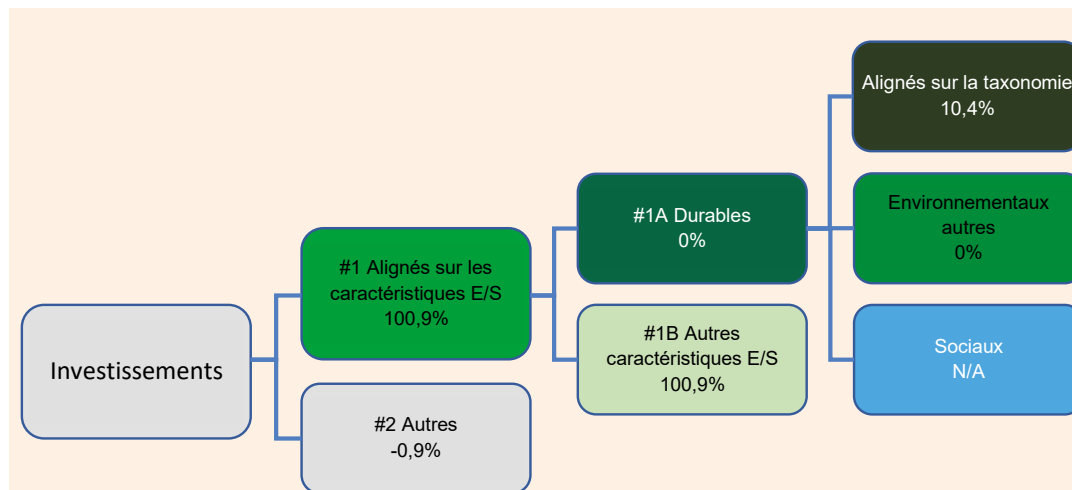 Investissements
#1 Alignés sur les
caractéristiques E/S
100,9%
#2 Autres
-0,9%
#1A Durables
0%
#1B Autres
caractéristiques E/S
100,9%
Alignés sur la taxonomie
10,4%
Environnementaux
autres
0%
Sociaux
N/A